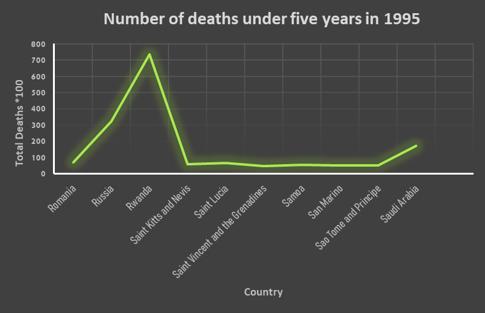 Number of deaths under five years in 1995
Total Deaths *100
800
700
600
500
400
300
200
100
0
Romania
Russia
Rwanda
Saint Kitts and Nevis
Saint Lucia
Saint Vincent and the Grenadines
Samoa
San Marino
Sao Tome and Principe
Saudi Arabia
Country